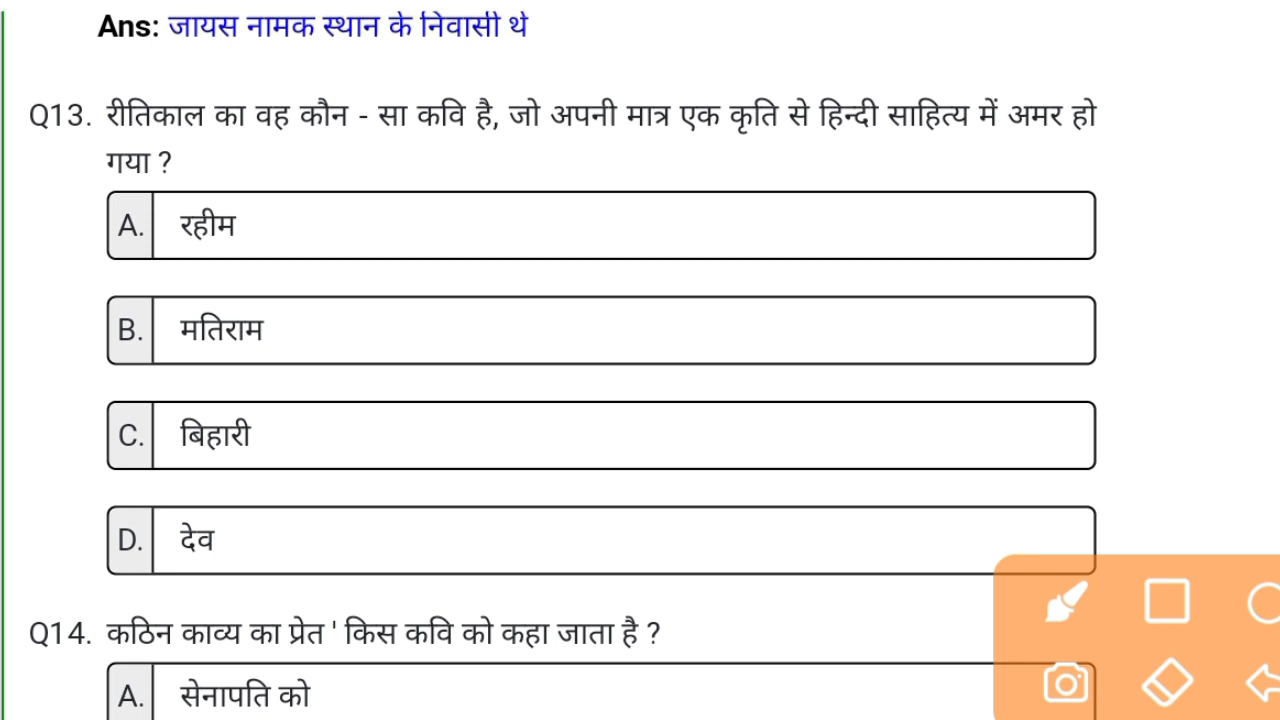 Ans: जायस नामक स्थान के निवासी थे
Q13. रीतिकाल का वह कौन - सा कवि है, जो अपनी मात्र एक कृति से हिन्दी साहित्य में अमर हो
गया ?
A. रहीम
B. मतिराम
C. बिहारी
D. देव
Q14. कठिन काव्य का प्रेत ' किस कवि को कहा जाता है ?
A. सेनापति को